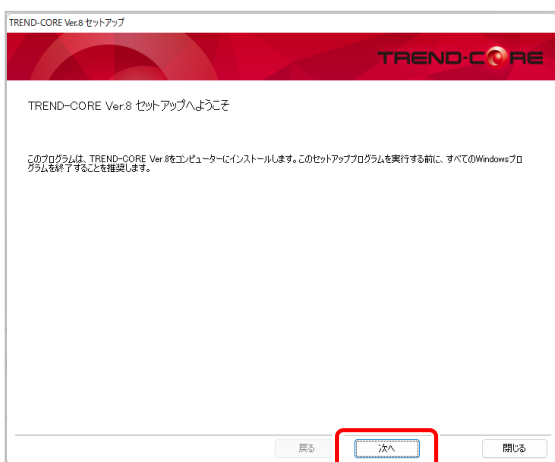 TREND-CORE Ver.8 セットアップ
TREND-CORE
TREND-CORE Ver.8 セットアップへようこそ
このプログラムは、TREND-CORE Ver.8をコンピューターにインストールします。このセットアッププログラムを実行する前に、すべてのWindowsプロ
グラムを終了することを推奨します。
戻る 次へ 閉じる